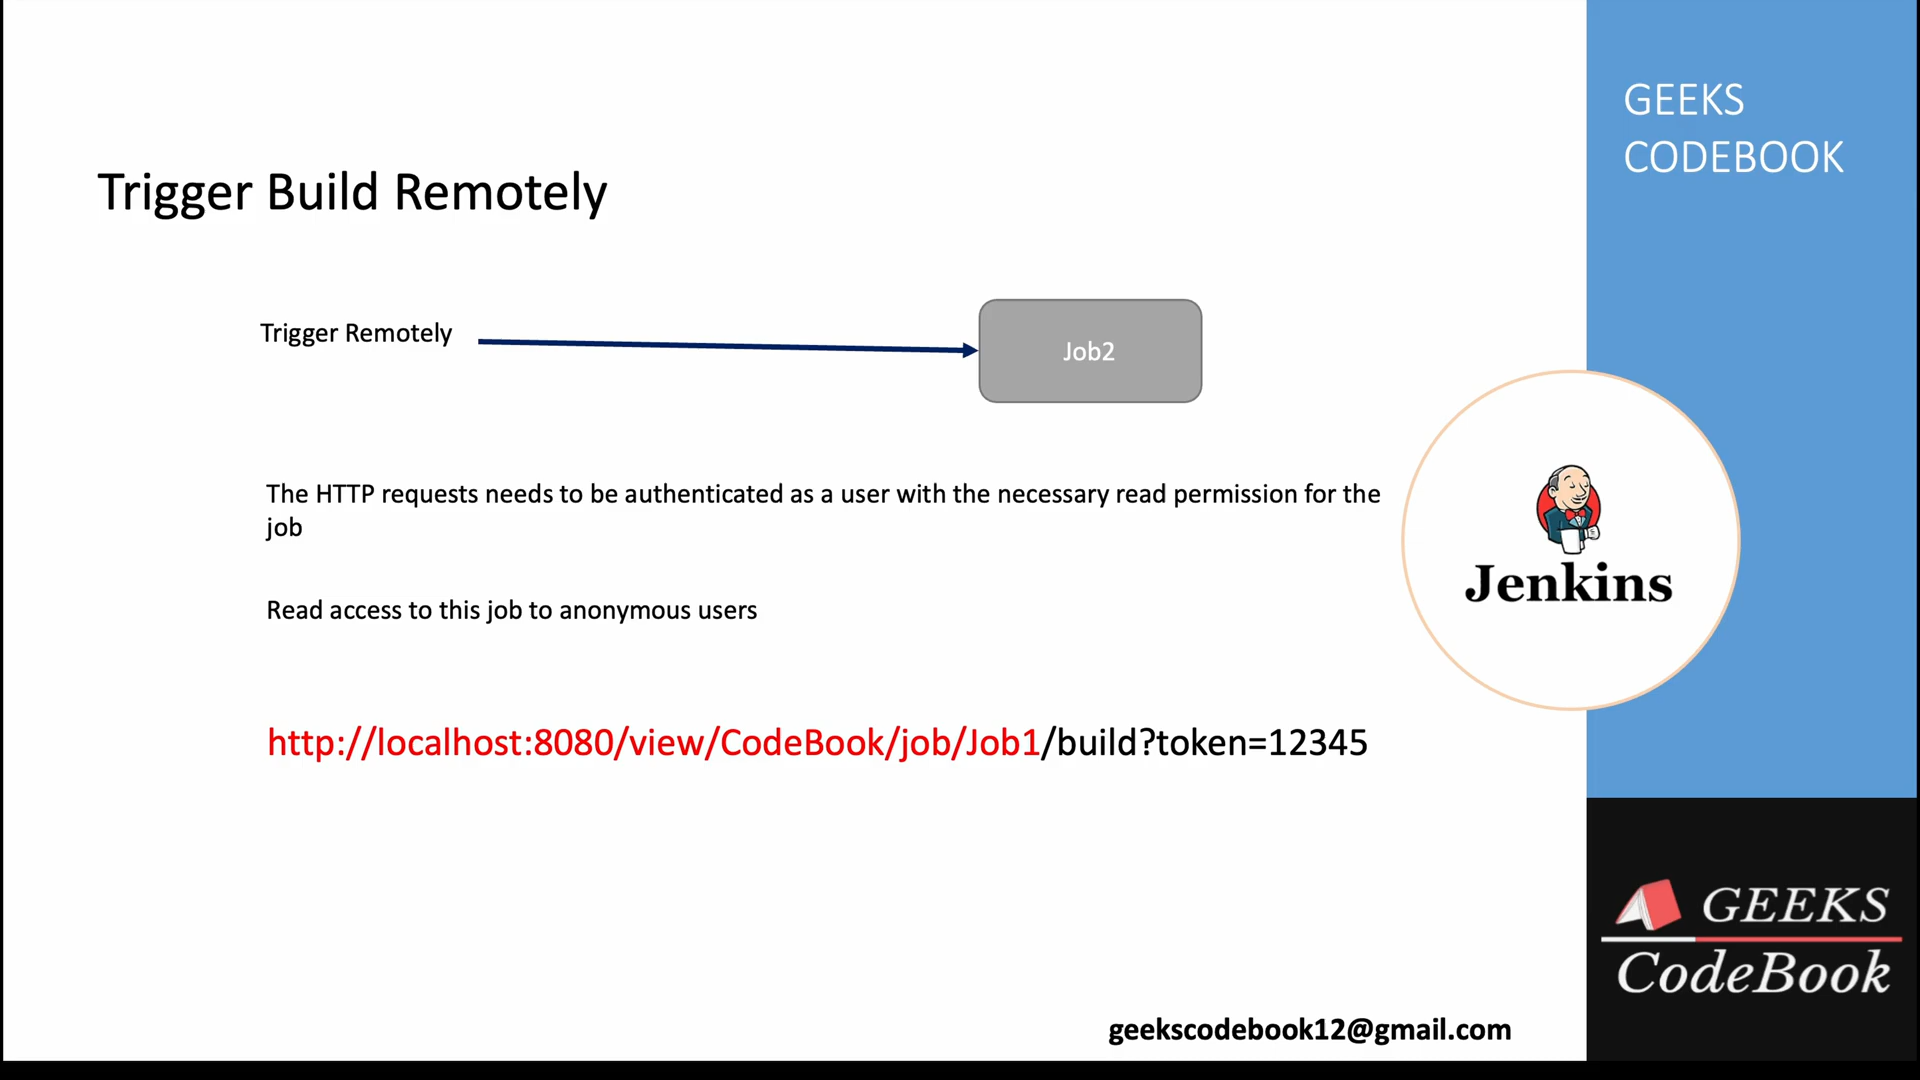 GEEKS
CODEBOOK
Trigger Build Remotely
Trigger Remotely
Job2
The HTTP requests needs to be authenticated as a user with the necessary read permission for the
job
Read access to this job to anonymous users
http://localhost:8080/view/CodeBook/job/Job1/build?token=12345
Jenkins
GEEKS
CodeBook
geekscodebook12@gmail.com